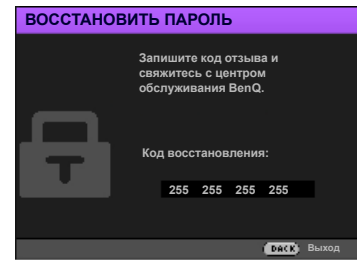 ВОССТАНОВИТЬ ПАРОЛЬ
Запишите код отзыва и
свяжитесь с центром
обслуживания BenQ.
Код восстановления:
255 255 255 255
BACK Выход